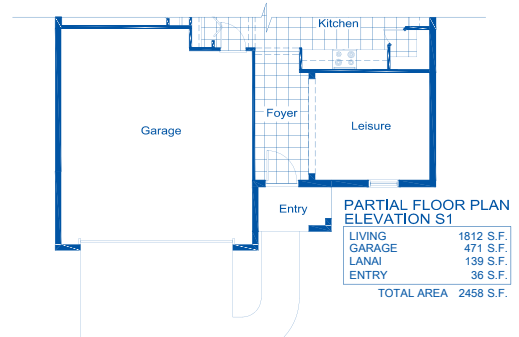 Kitchen
Foyer
Garage
Leisure
Entry
PARTIAL FLOOR PLAN
ELEVATION S1
LIVING 1812 S.F.
GARAGE 471 S.F.
LANAI 139 S.F.
ENTRY 36 S.F.
TOTAL AREA 2458 S.F.